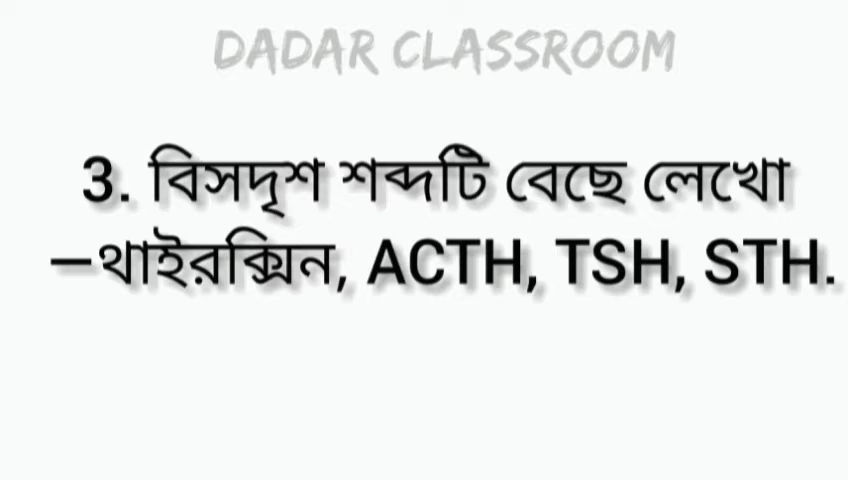 DADAR CLASSROOM
3. বিসদৃশ শব্দটি বেছে লেখো
—থাইরক্সিন, ACTH, TSH, STH.